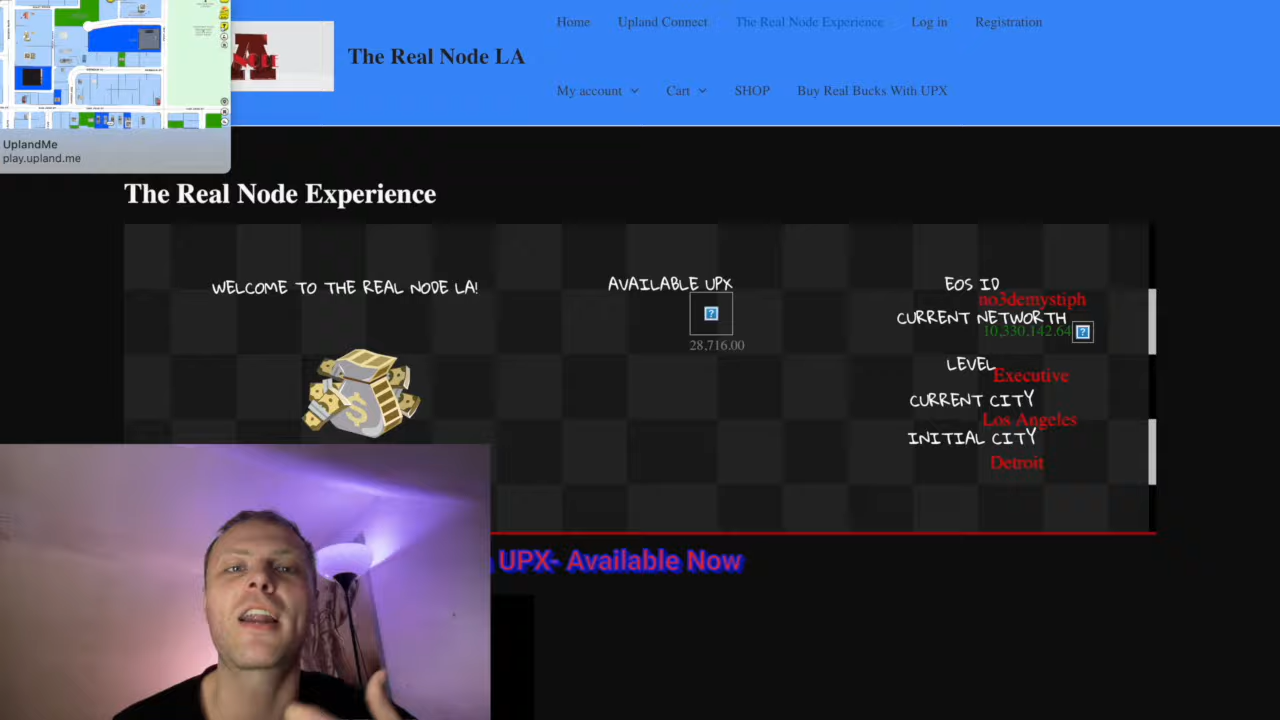 Home Upland Connect The Real Node Experience Log in Registration
NODE
The Real Node LA
My account Cart SHOP Buy Real Bucks With UPX
UplandMe
play.upland.me
The Real Node Experience
WELCOME TO THE REAL NODE LA!
AVAILABLE UPX
28,716.00
EOS ID
no3demystiph
CURRENT NETWORTH
10,330,142.64
LEVEL
Executive
CURRENT CITY
Los Angeles
INITIAL CITY
Detroit
UPX- Available Now